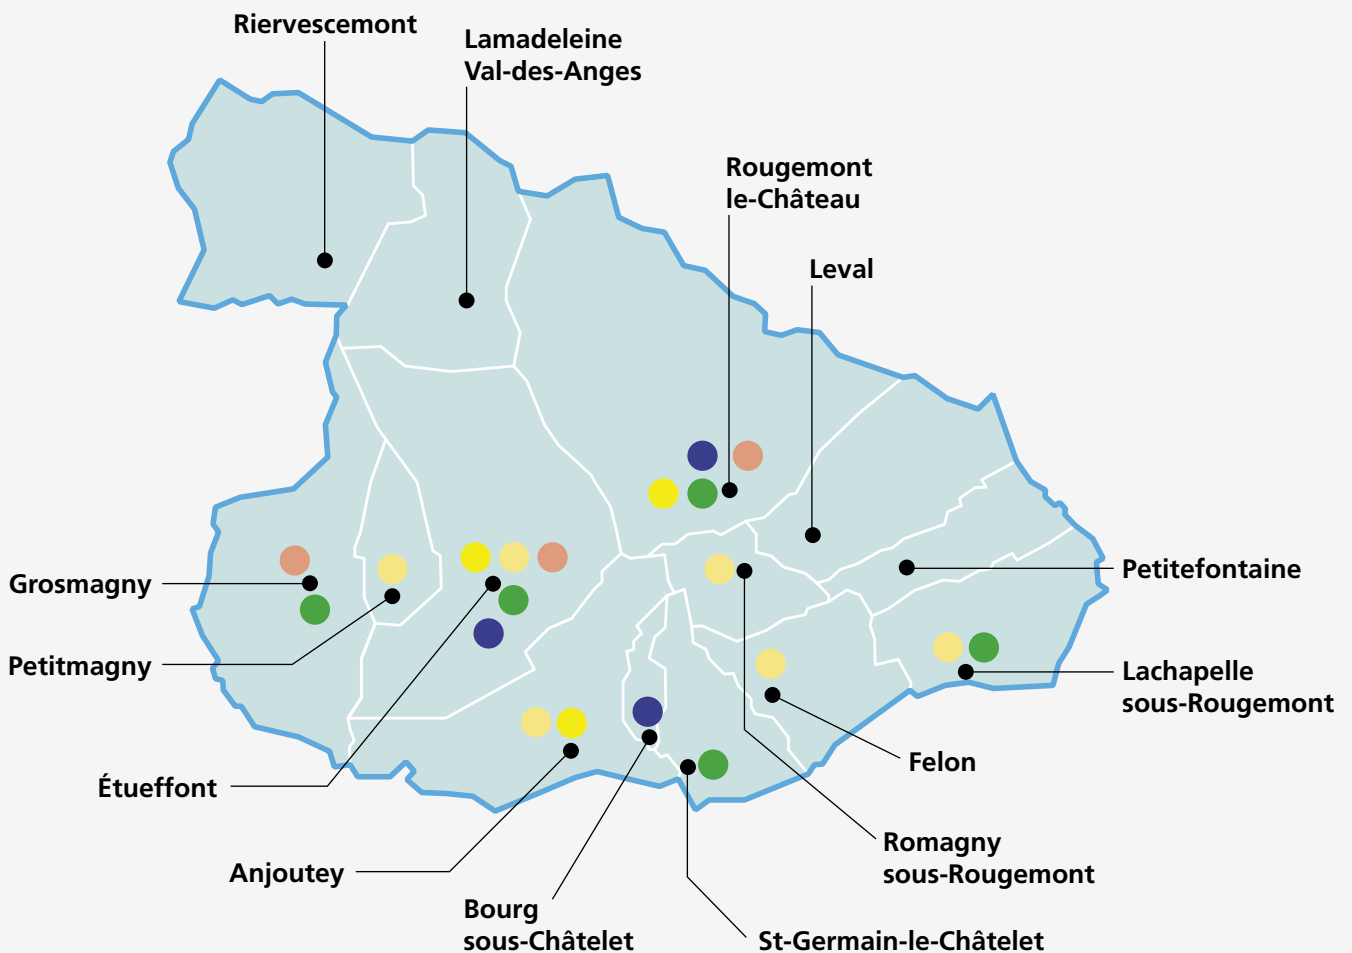 Riervescemont
Lamadeleine
Val-des-Anges
Rougemont
le-Château
Leval
Grosmagny
Petitefontaine
Petitmagny
Lachapelle
sous-Rougemont
Felon
Étueffont
Romagny
sous-Rougemont
Anjoutey
Bourg
sous-Châtelet
St-Germain-le-Châtelet